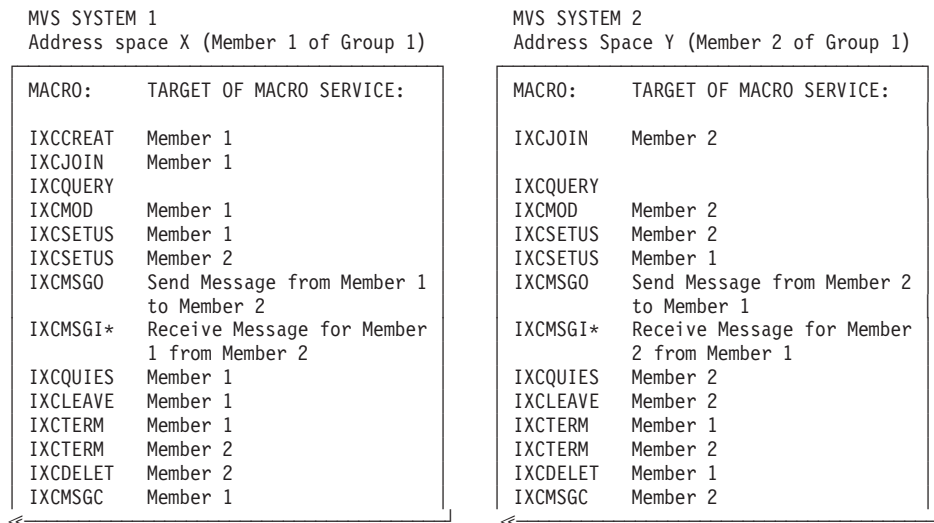 MVS SYSTEM 1
Address space X (Member 1 of Group 1)
MACRO: TARGET OF MACRO SERVICE:
IXCCREAT Member 1
IXCJOIN Member 1
IXCQUERY
IXCMOD Member 1
IXCSETUS Member 1
IXCSETUS Member 2
IXCMSGO Send Message from Member 1
to Member 2
IXCMSGI* Receive Message for Member
1 from Member 2
IXCQUIES Member 1
IXCLEAVE Member 1
IXCTERM Member 1
IXCTERM Member 2
IXCDELET Member 2
IXCMSGC Member 1
MVS SYSTEM 2
Address Space Y (Member 2 of Group 1)
MACRO: TARGET OF MACRO SERVICE:
IXCJOIN Member 2
IXCQUERY
IXCMOD Member 2
IXCSETUS Member 2
IXCSETUS Member 1
IXCMSGO Send Message from Member 2
to Member 1
IXCMSGI* Receive Message for Member
2 from Member 1
IXCQUIES Member 2
IXCLEAVE Member 2
IXCTERM Member 1
IXCTERM Member 2
IXCDELET Member 1
IXCMSGC Member 2